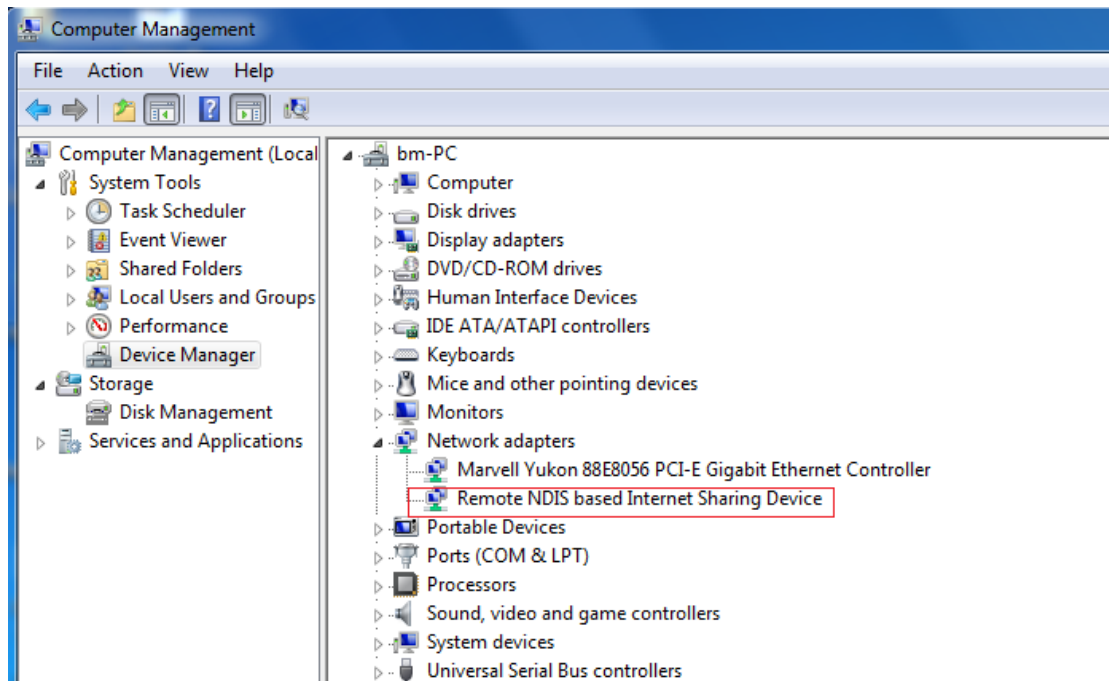 Computer Management
File Action View Help
Computer Management (Local
System Tools
Task Scheduler
Event Viewer
Shared Folders
Local Users and Groups
Performance
Device Manager
Storage
Disk Management
Services and Applications
bm-PC
Computer
Disk drives
Display adapters
DVD/CD-ROM drives
Human Interface Devices
IDE ATA/ATAPI controllers
Keyboards
Mice and other pointing devices
Monitors
Network adapters
Marvell Yukon 88E8056 PCI-E Gigabit Ethernet Controller
Remote NDIS based Internet Sharing Device
Portable Devices
Ports (COM & LPT)
Processors
Sound, video and game controllers
System devices
Universal Serial Bus controllers